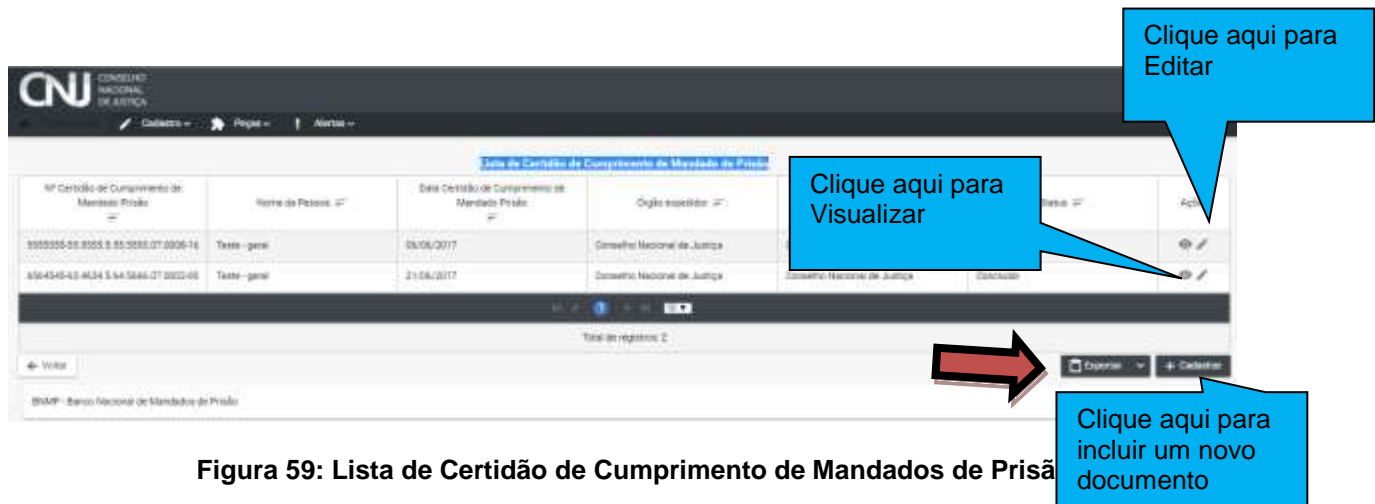 Clique aqui para
Editar
CNJ CONSELHO
NACIONAL
DE JUSTIÇA
Cadastro Peças Alertas
Lista de Certidão de Cumprimento de Mandado de Prisão
Clique aqui para
Visualizar
Nº Certidão de Cumprimento de
Mandado Prisão
Nome da Pessoa
Data Certidão de Cumprimento de
Mandado Prisão
Órgão expedidor
Status
Teste - geral 06/06/2017 Conselho Nacional de Justiça
Teste - geral 21/06/2017 Conselho Nacional de Justiça Conselho Nacional de Justiça Concluído
1 10
Total de registros: 2
Voltar Exportar Cadastrar
BNMP - Banco Nacional de Mandados de Prisão
Clique aqui para
incluir um novo
documento
Figura 59: Lista de Certidão de Cumprimento de Mandados de Prisã